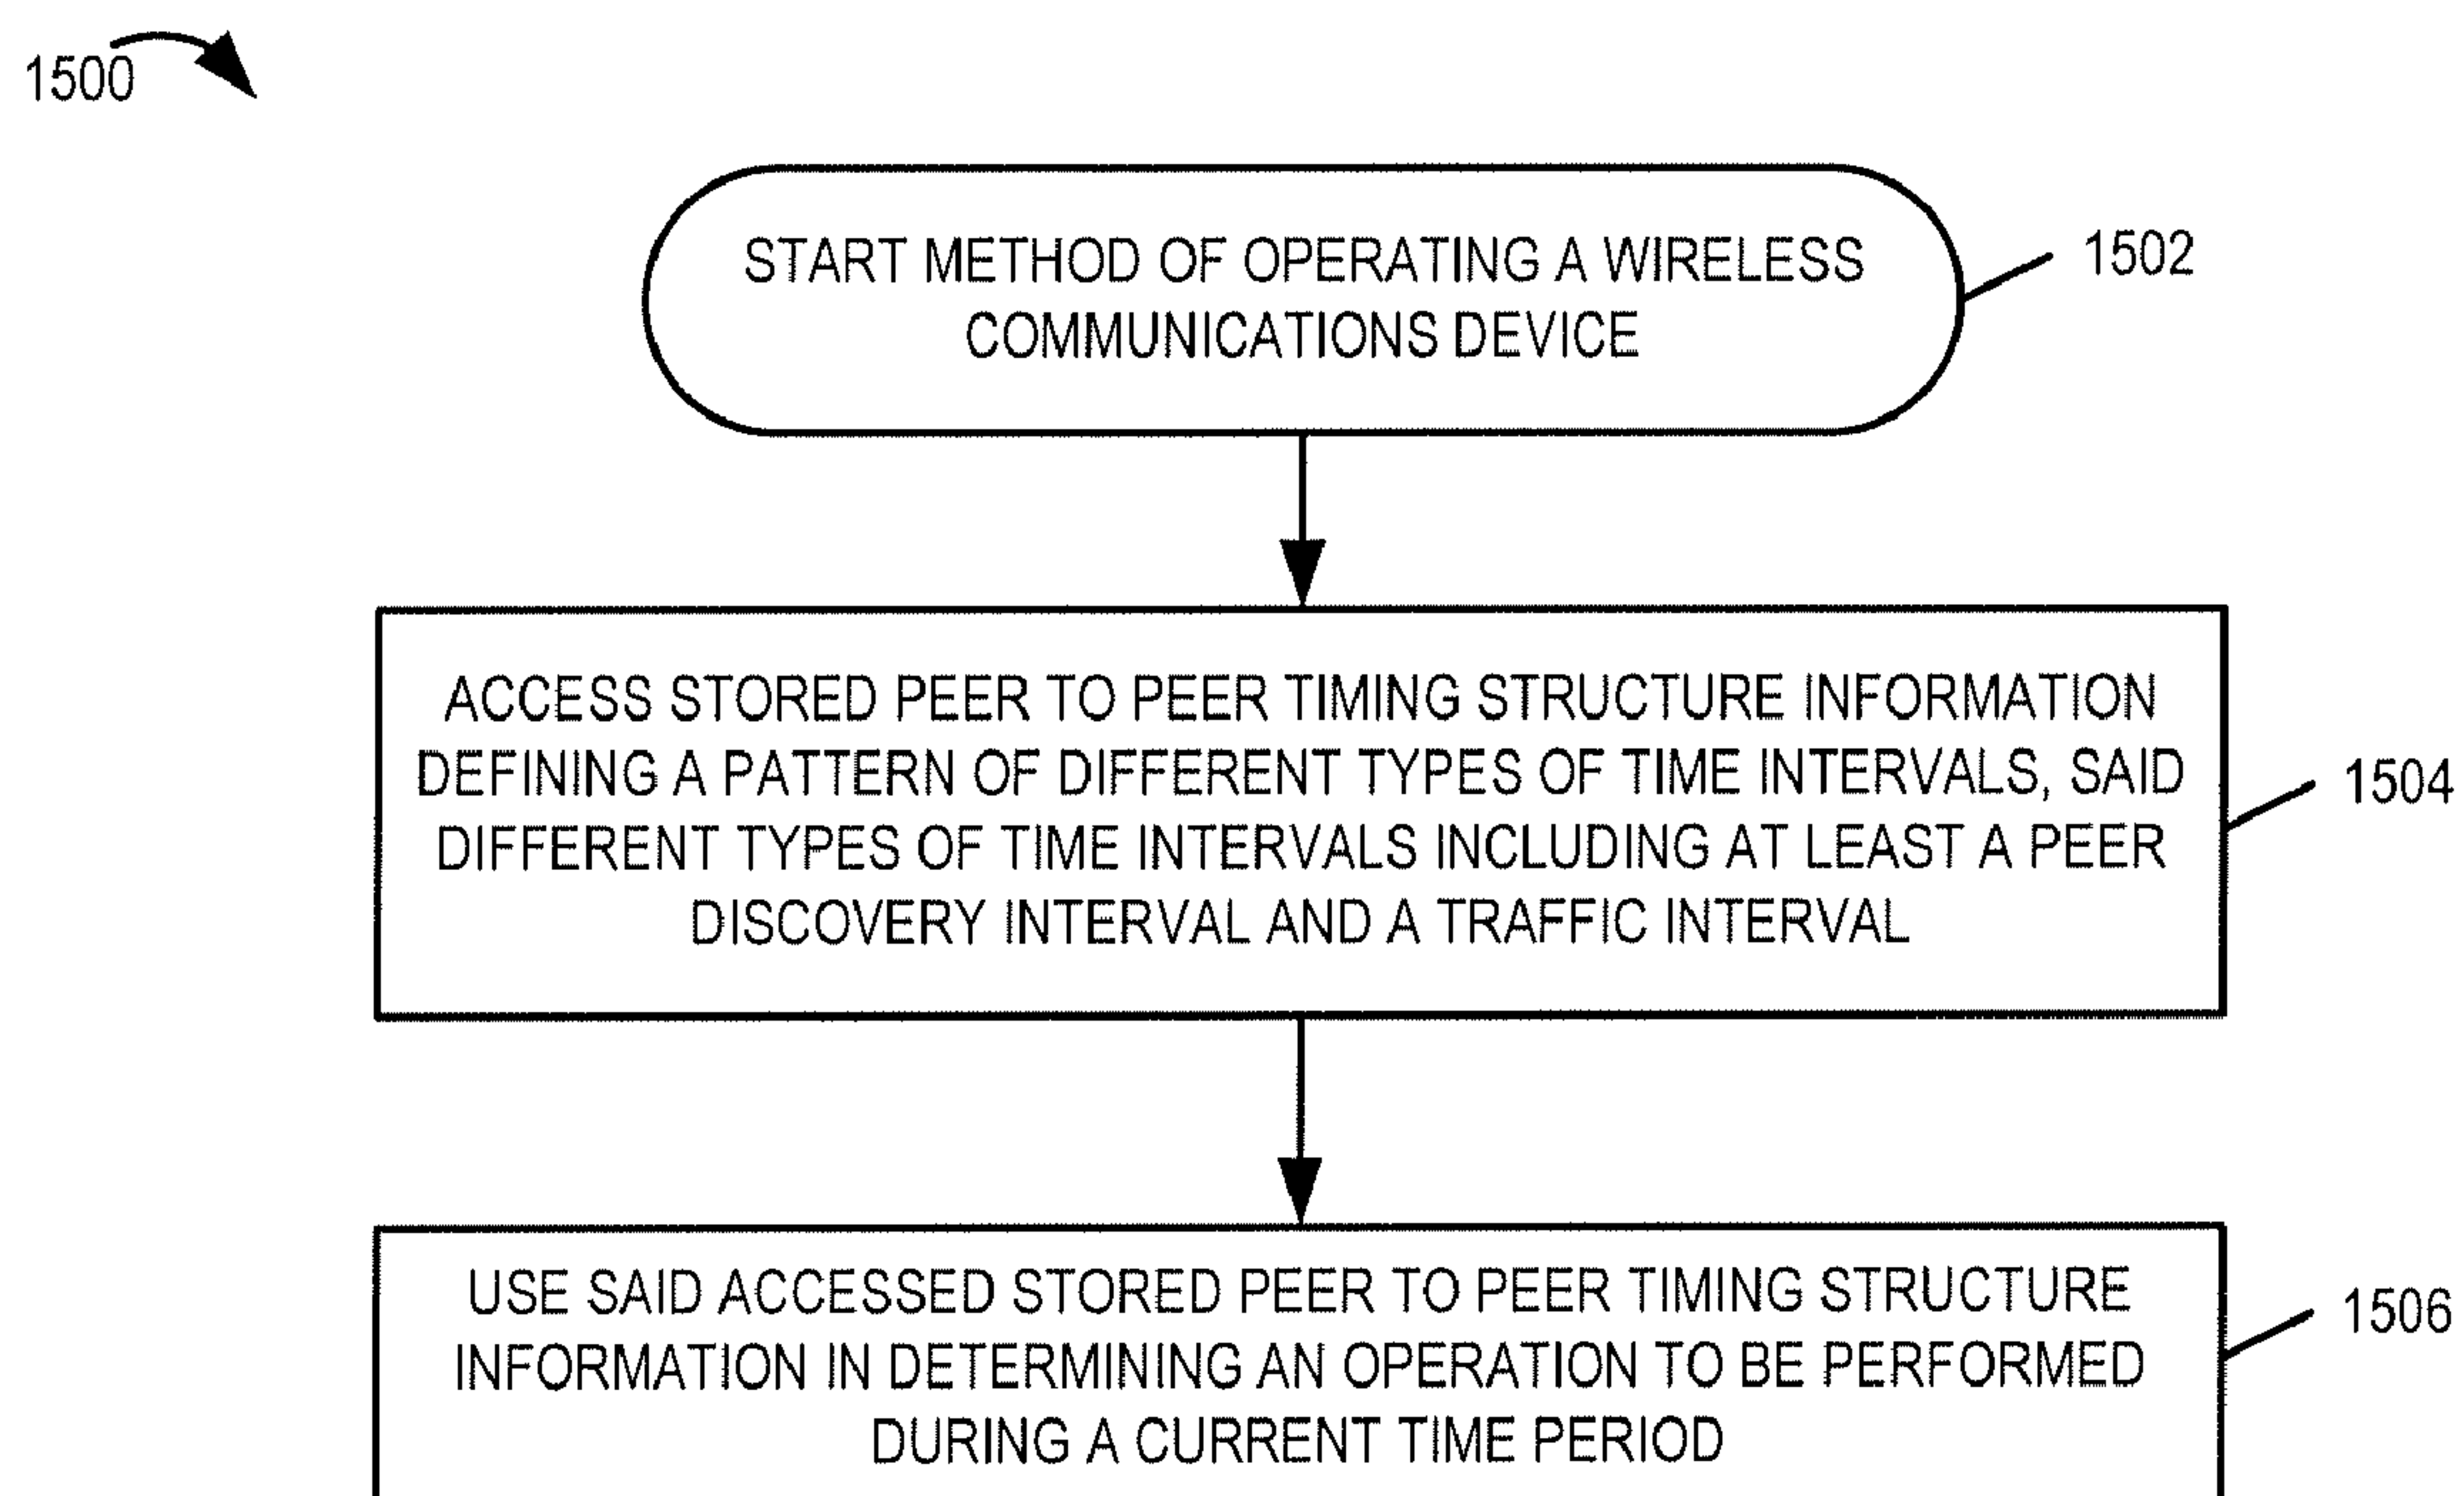 1500
START METHOD OF OPERATING A WIRELESS
COMMUNICATIONS DEVICE
1502
ACCESS STORED PEER TO PEER TIMING STRUCTURE INFORMATION
DEFINING A PATTERN OF DIFFERENT TYPES OF TIME INTERVALS, SAID
DIFFERENT TYPES OF TIME INTERVALS INCLUDING AT LEAST A PEER
DISCOVERY INTERVAL AND A TRAFFIC INTERVAL
1504
USE SAID ACCESSED STORED PEER TO PEER TIMING STRUCTURE
INFORMATION IN DETERMINING AN OPERATION TO BE PERFORMED
DURING A CURRENT TIME PERIOD
1506